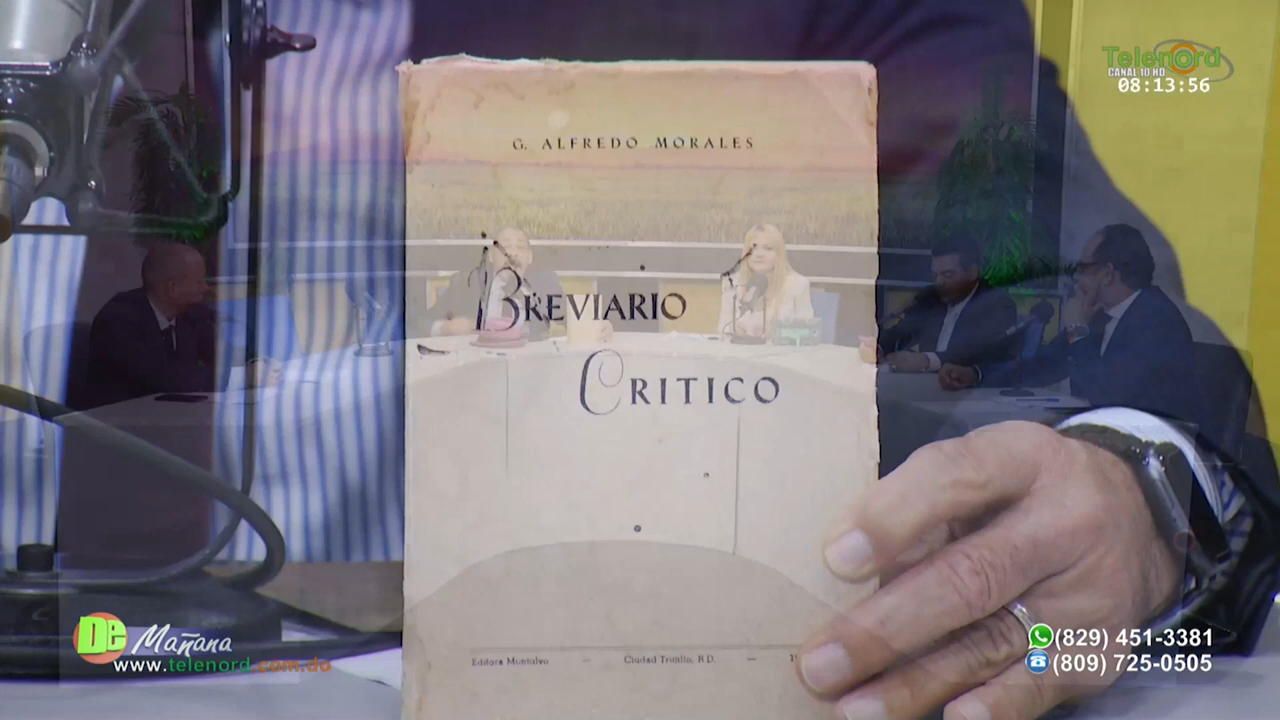 Telenord
CANAL 10 HD
08:13:56
G. ALFREDO MORALES
BREVIARIO
CRITICO
Editora Montalvo — Ciudad Trujillo, R.D. —
De Mañana
www.telenord.com.do
(829) 451-3381
(809) 725-0505